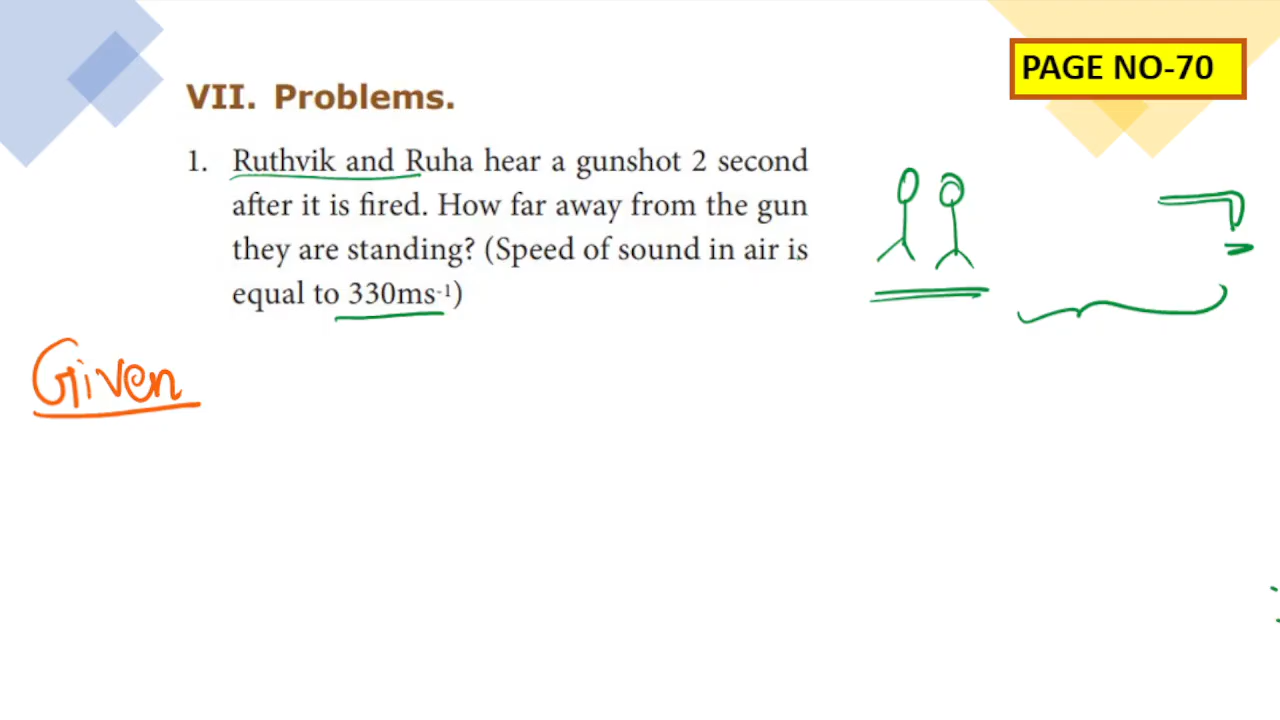 PAGE NO-70
VII. Problems.
1. Ruthvik and Ruha hear a gunshot 2 second
after it is fired. How far away from the gun
they are standing? (Speed of sound in air is
equal to 330ms⁻¹)
Given